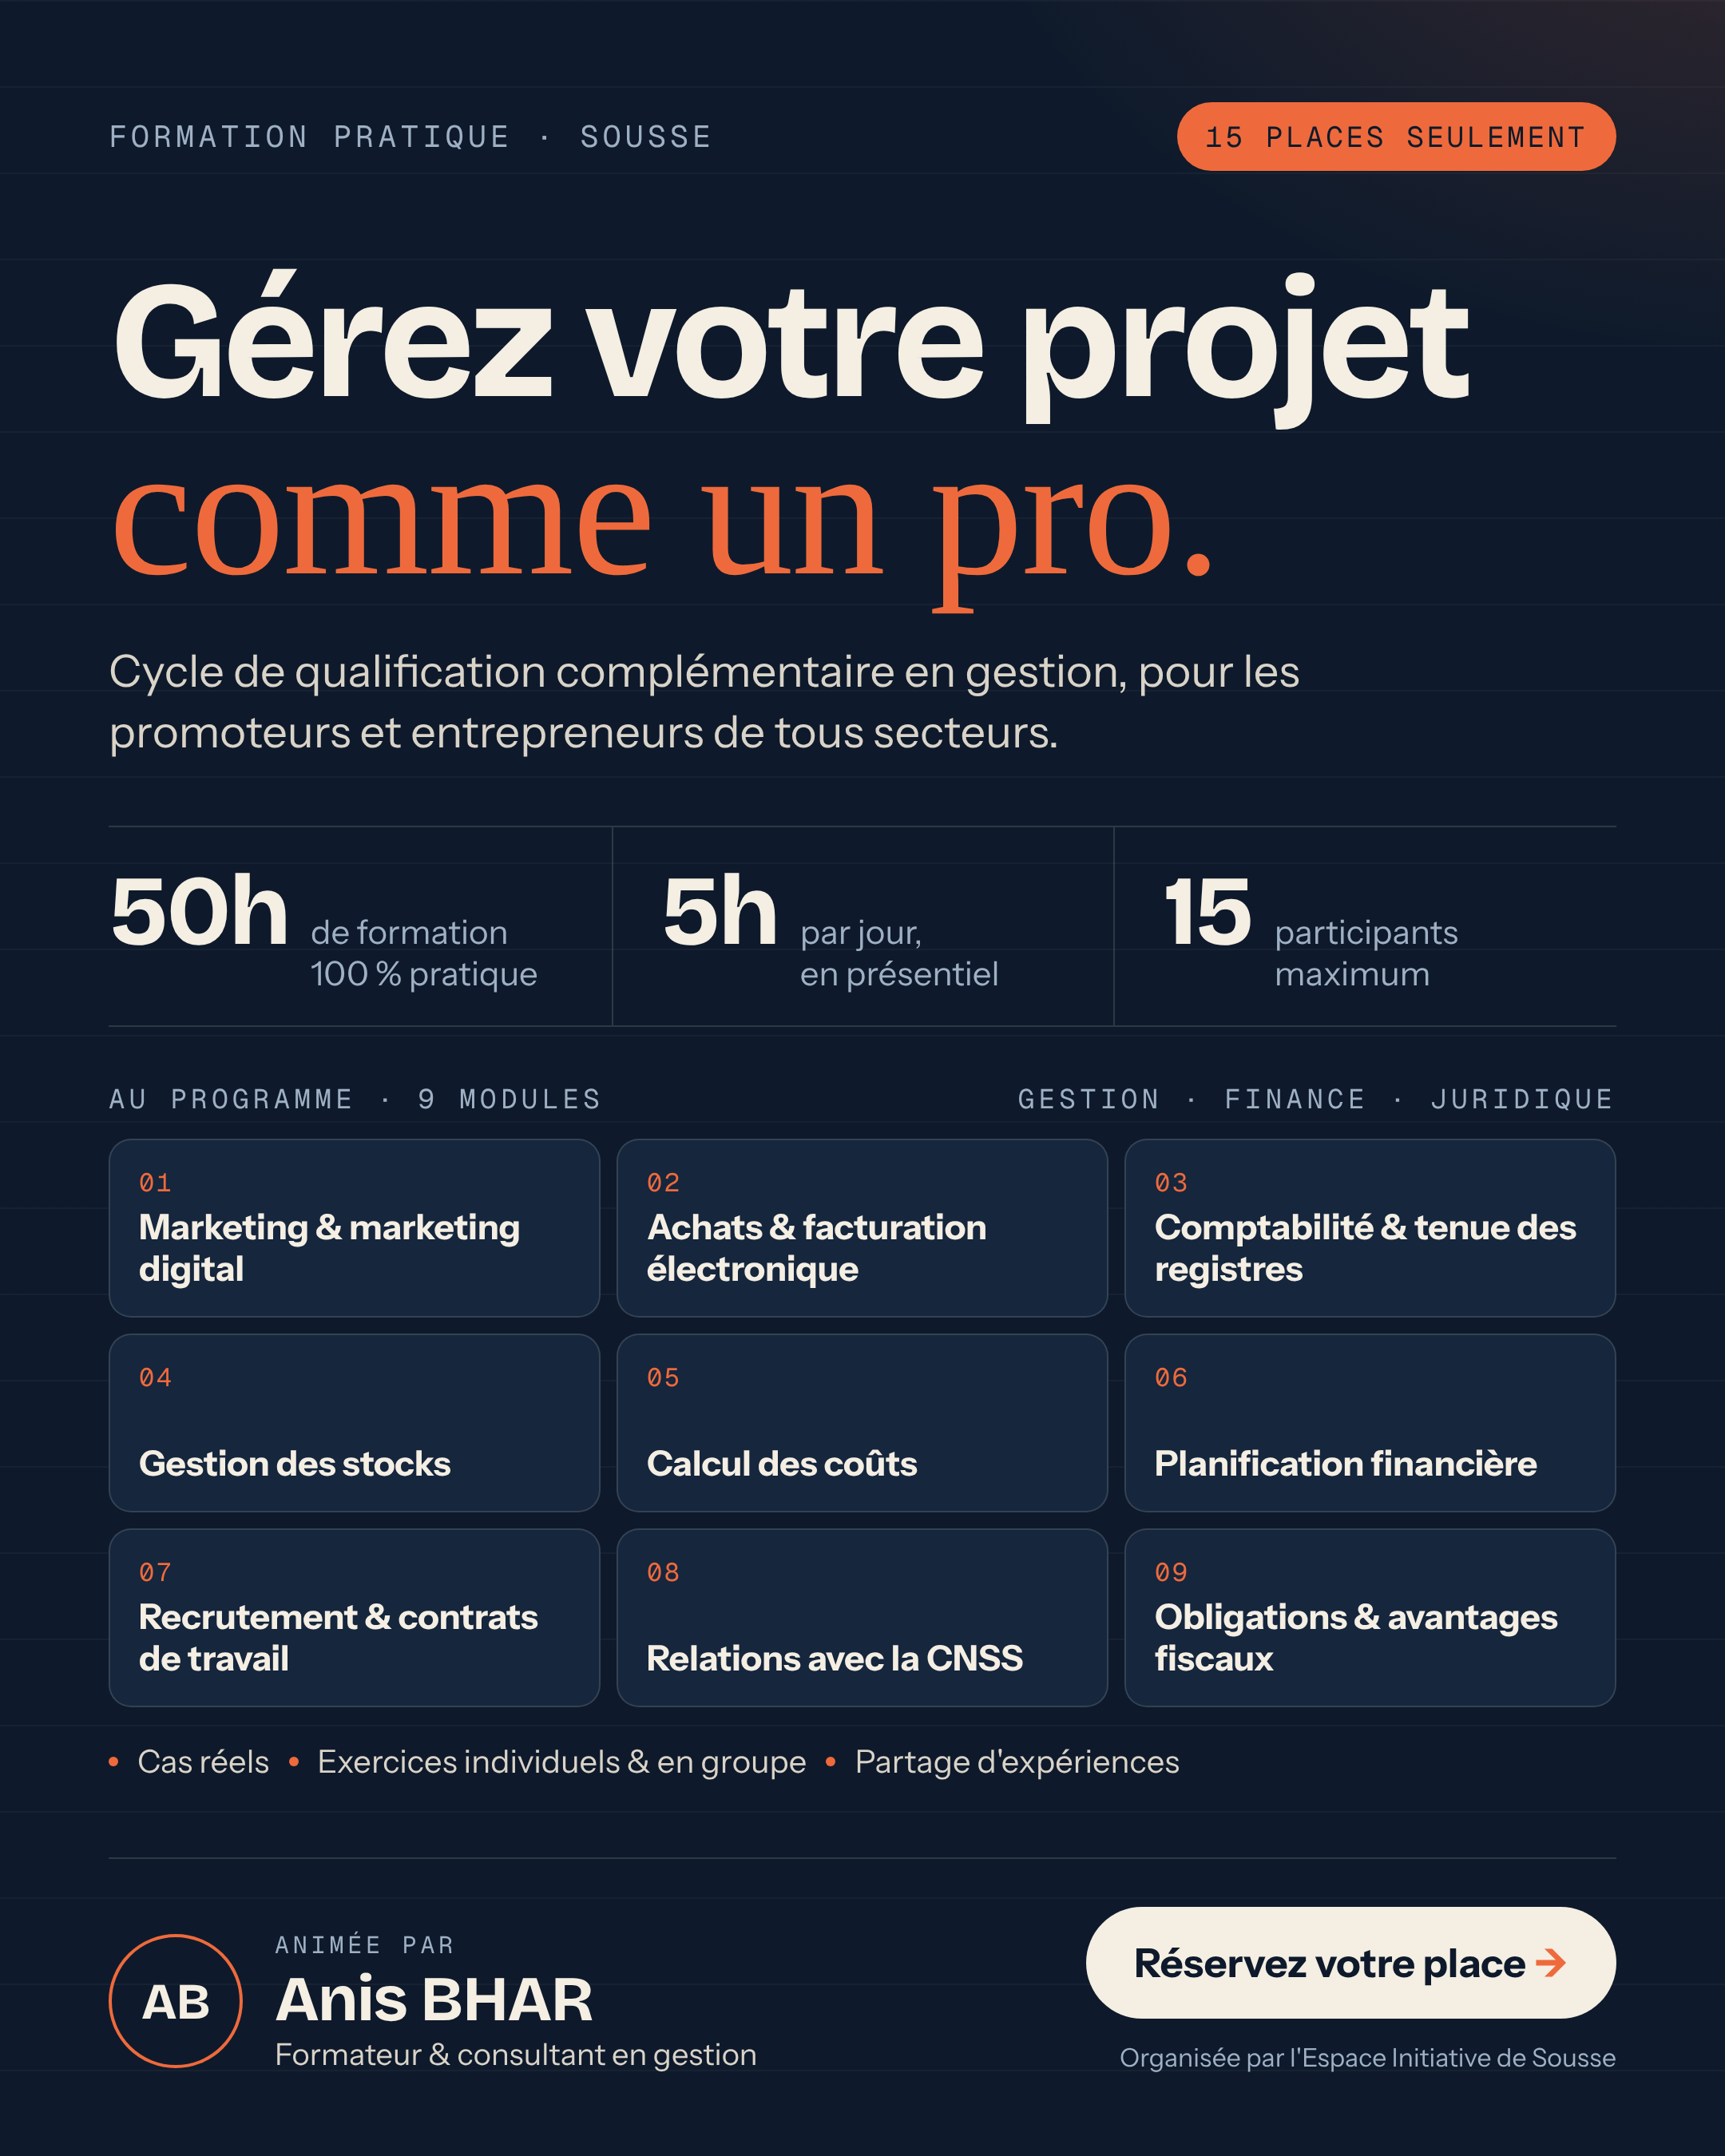 FORMATION PRATIQUE · SOUSSE
15 PLACES SEULEMENT
Gérez votre projet
comme un pro.
Cycle de qualification complémentaire en gestion, pour les
promoteurs et entrepreneurs de tous secteurs.
50h
de formation
100 % pratique
5h
par jour,
en présentiel
15
participants
maximum
AU PROGRAMME · 9 MODULES
GESTION · FINANCE · JURIDIQUE
01
Marketing & marketing
digital
02
Achats & facturation
électronique
03
Comptabilité & tenue des
registres
04
Gestion des stocks
05
Calcul des coûts
06
Planification financière
07
Recrutement & contrats
de travail
08
Relations avec la CNSS
09
Obligations & avantages
fiscaux
• Cas réels • Exercices individuels & en groupe • Partage d'expériences
AB
ANIMÉE PAR
Anis BHAR
Formateur & consultant en gestion
Réservez votre place →
Organisée par l'Espace Initiative de Sousse